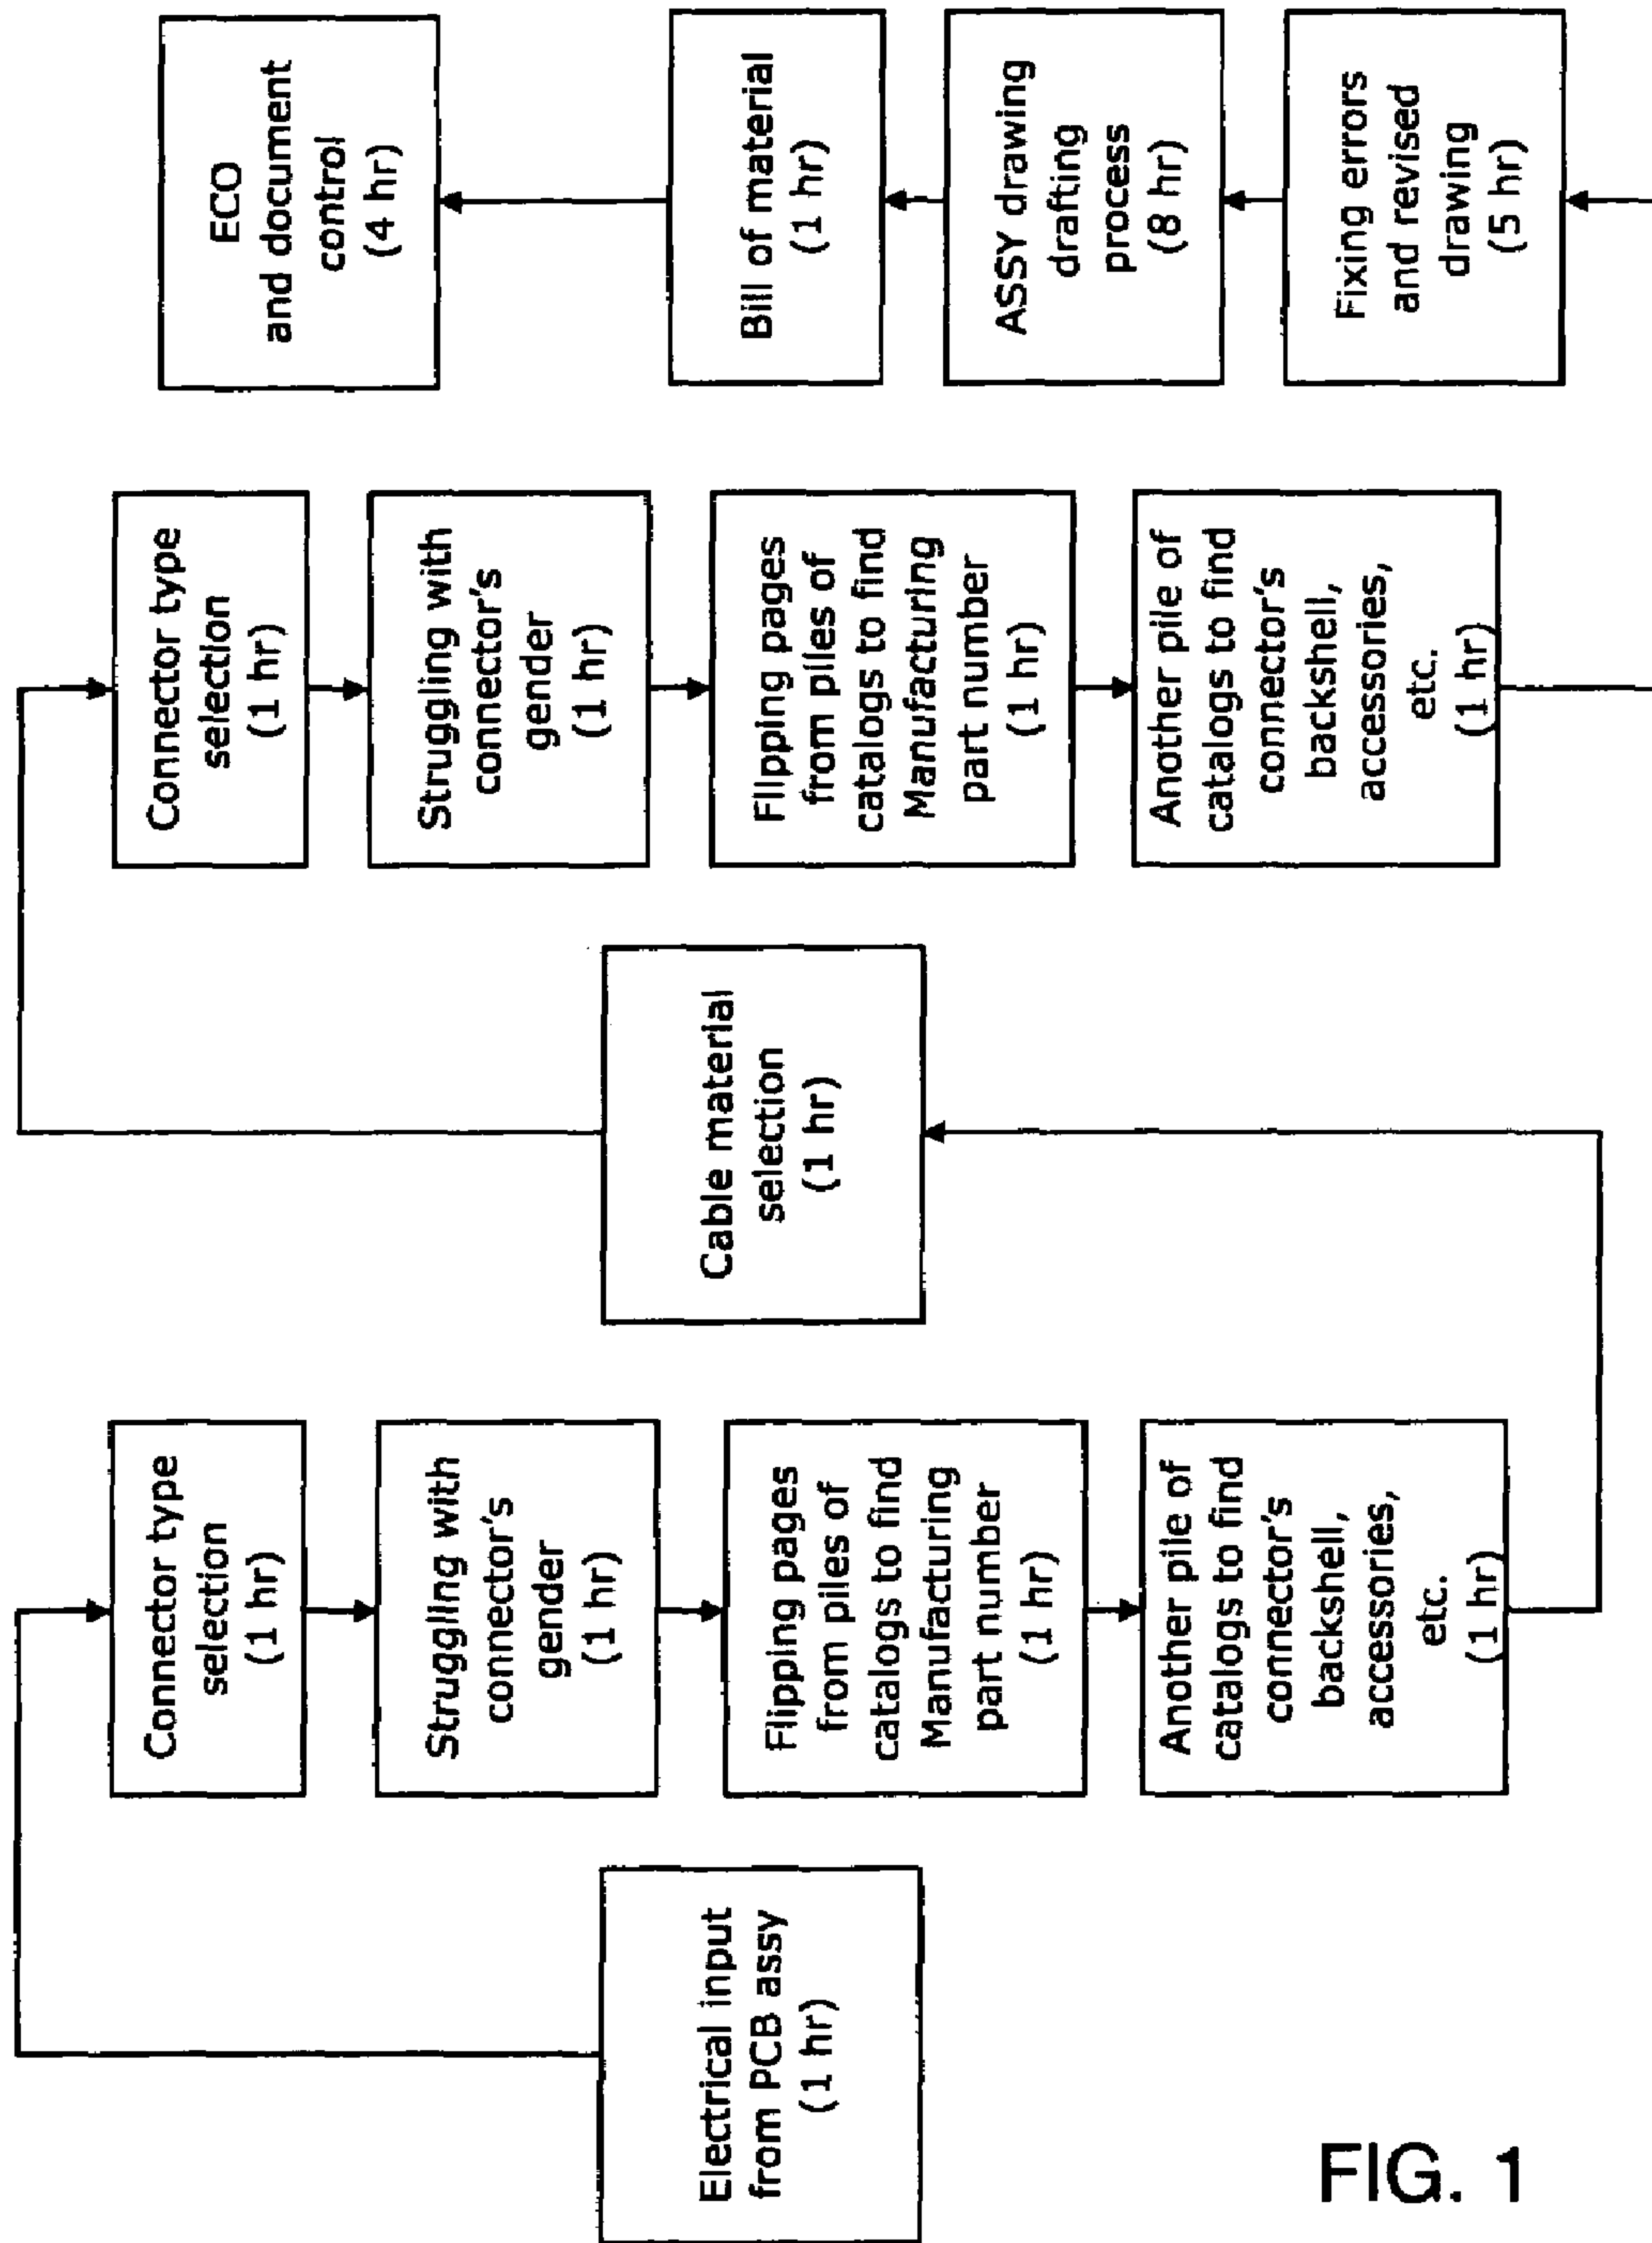 Electrical input
from PCB assy
(1 hr)
Connector type
selection
(1 hr)
Struggling with
connector's
gender
(1 hr)
Flipping pages
from piles of
catalogs to find
Manufacturing
part number
(1 hr)
Another pile of
catalogs to find
connector's
backshell,
accessories,
etc.
(1 hr)
Cable material
selection
(1 hr)
Connector type
selection
(1 hr)
Struggling with
connector's
gender
(1 hr)
Flipping pages
from piles of
catalogs to find
Manufacturing
part number
(1 hr)
Another pile of
catalogs to find
connector's
backshell,
accessories,
etc.
(1 hr)
Fixing errors
and revised
drawing
(5 hr)
ASSY drawing
drafting
process
(8 hr)
Bill of material
(1 hr)
ECO
and document
control
(4 hr)
FIG. 1